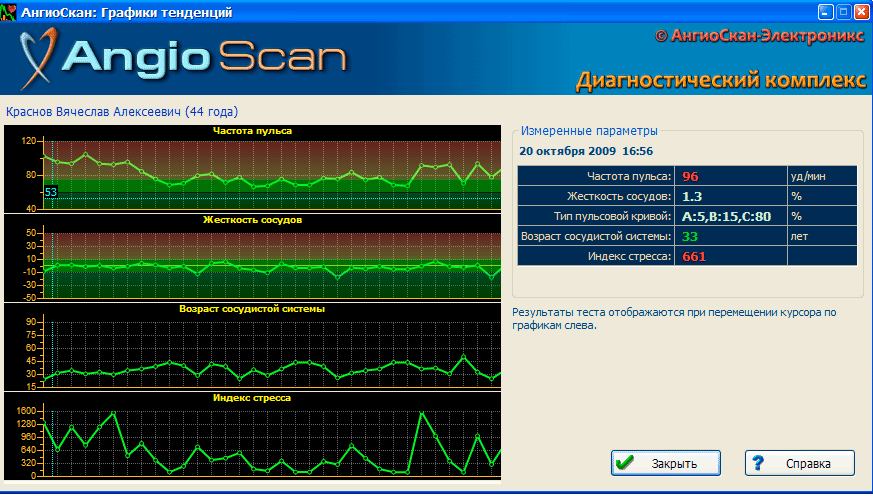 АнгиоСкан: Графики тенденций
Angio Scan
© АнгиоСкан-Электроникс
Диагностический комплекс
Краснов Вячеслав Алексеевич (44 года)
Частота пульса
120
80
53
40
Жесткость сосудов
50
30
10
-10
-30
-50
Возраст сосудистой системы
90
75
60
45
30
15
Индекс стресса
1600
1280
960
640
320
0
Измеренные параметры
20 октября 2009 16:56
Частота пульса: 96 уд/мин
Жесткость сосудов: 1.3 %
Тип пульсовой кривой: A:5,B:15,C:80 %
Возраст сосудистой системы: 33 лет
Индекс стресса: 661
Результаты теста отображаются при перемещении курсора по
графикам слева.
Закрыть
? Справка